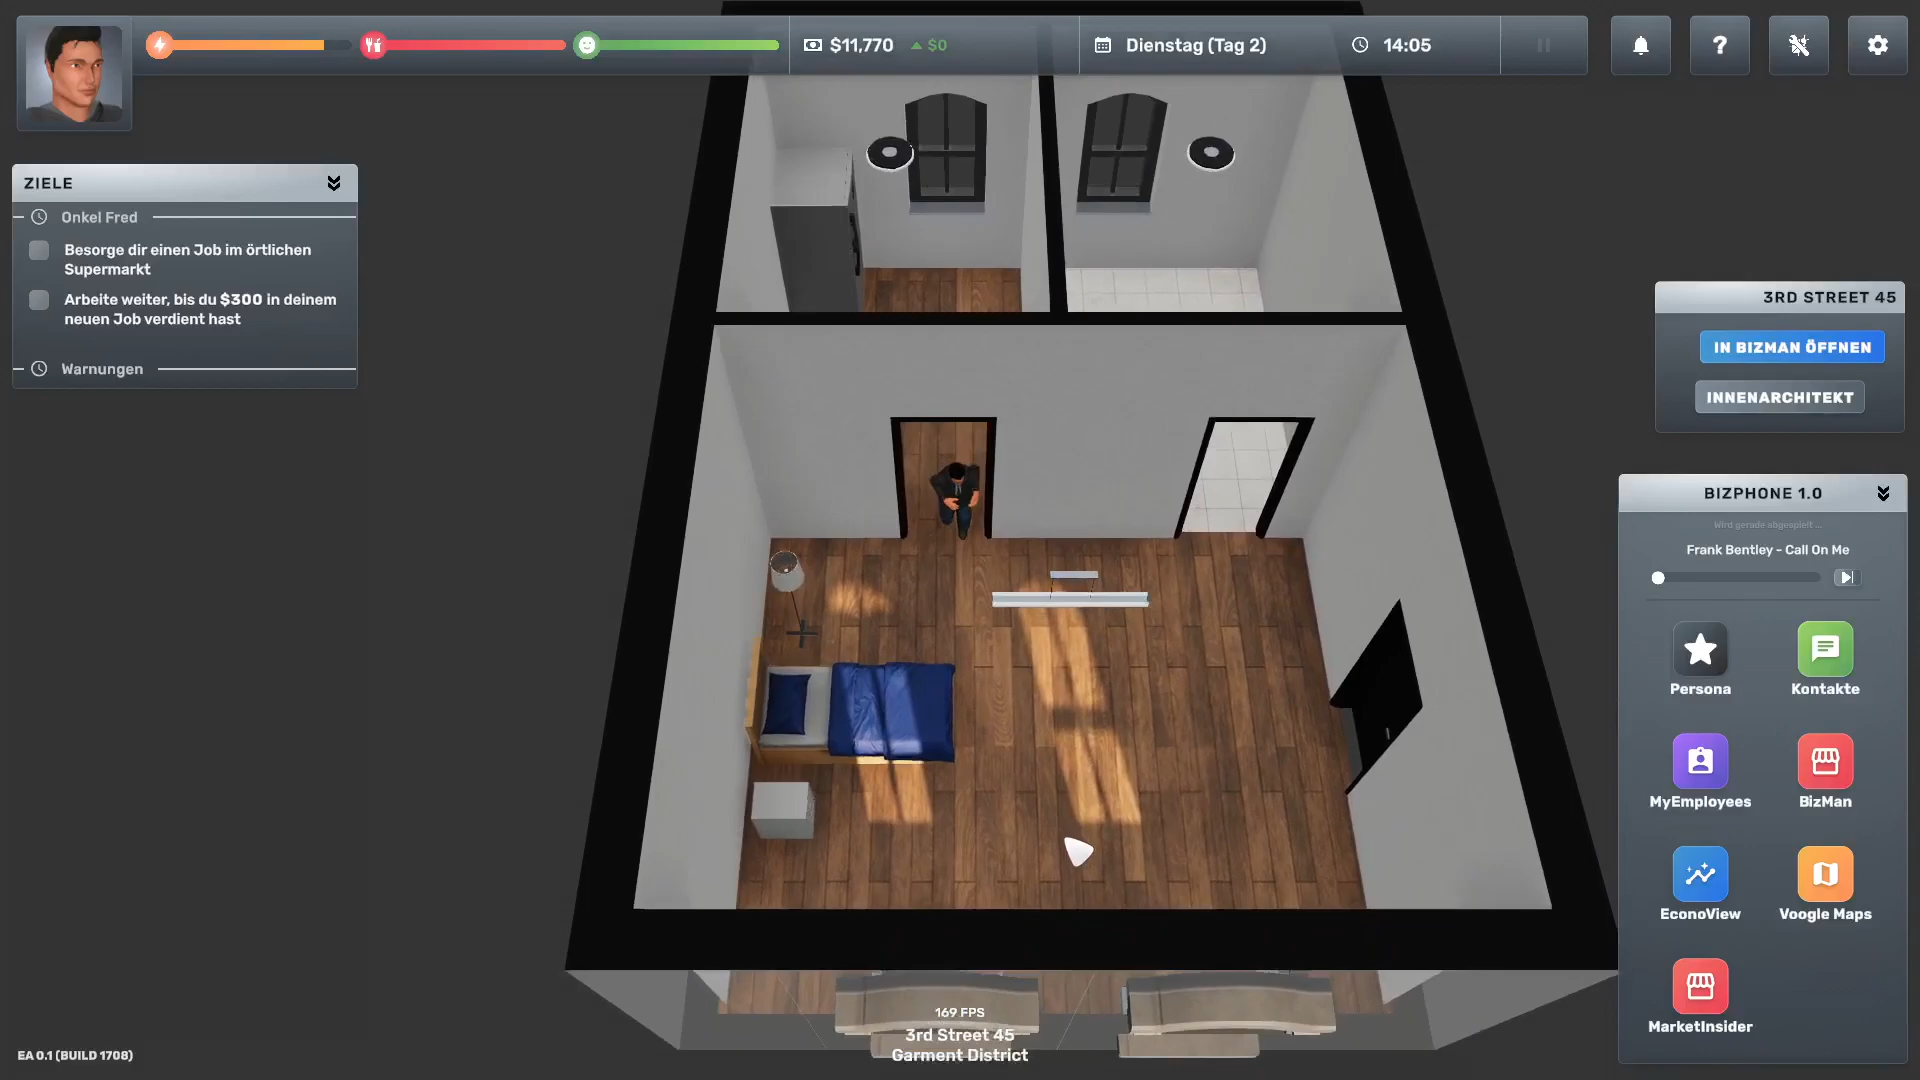 $11,770
$0
Dienstag (Tag 2)
14:05
ZIELE
Onkel Fred
Besorge dir einen Job im örtlichen
Supermarkt
Arbeite weiter, bis du $300 in deinem
neuen Job verdient hast
Warnungen
3RD STREET 45
IN BIZMAN ÖFFNEN
INNENARCHITEKT
BIZPHONE 1.0
Wird gerade abgespielt ...
Frank Bentley - Call On Me
Persona
Kontakte
MyEmployees
BizMan
EconoView
Voogle Maps
MarketInsider
169 FPS
3rd Street 45
Garment District
EA 0.1 (BUILD 1708)